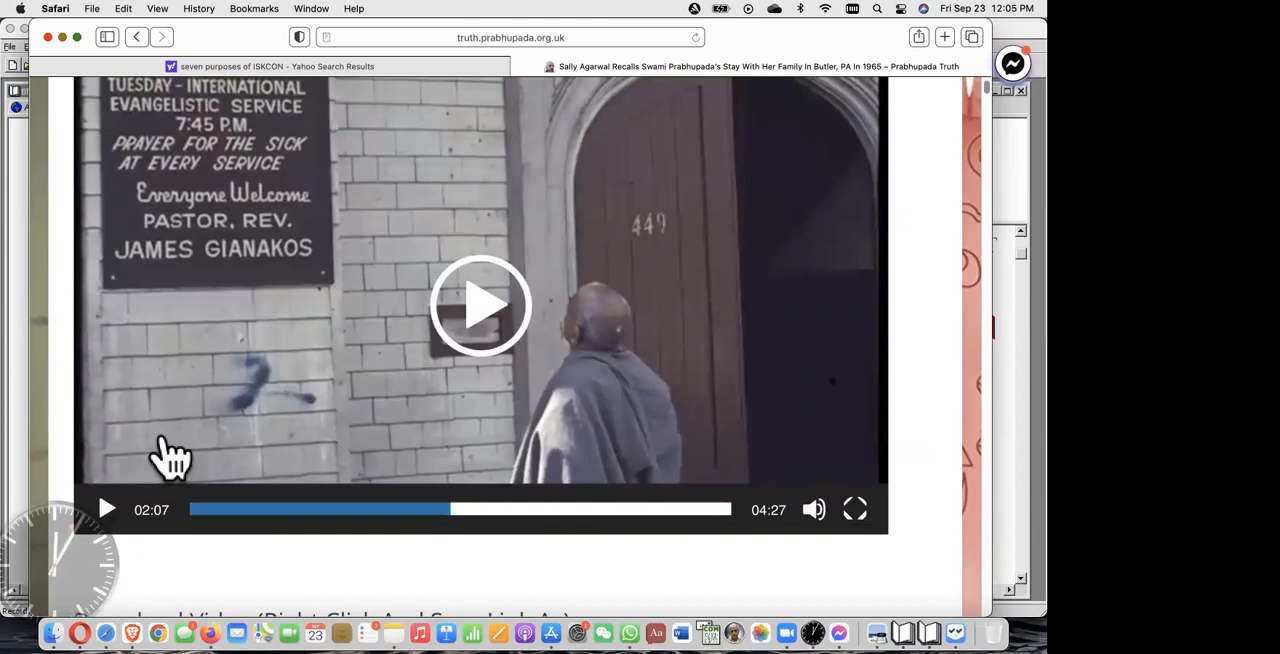 Safari File Edit View History Bookmarks Window Help Fri Sep 23 12:05 PM
truth.prabhupada.org.uk
seven purposes of ISKCON - Yahoo Search Results Sally Agarwal Recalls Swami Prabhupada's Stay With Her Family In Butler, PA In 1965 – Prabhupada Truth
File
TUESDAY - INTERNATIONAL
EVANGELISTIC SERVICE
7:45 P.M.
PRAYER FOR THE SICK
AT EVERY SERVICE
Everyone Welcome
PASTOR, REV.
JAMES GIANAKOS
449
02:07 04:27
SEP
23